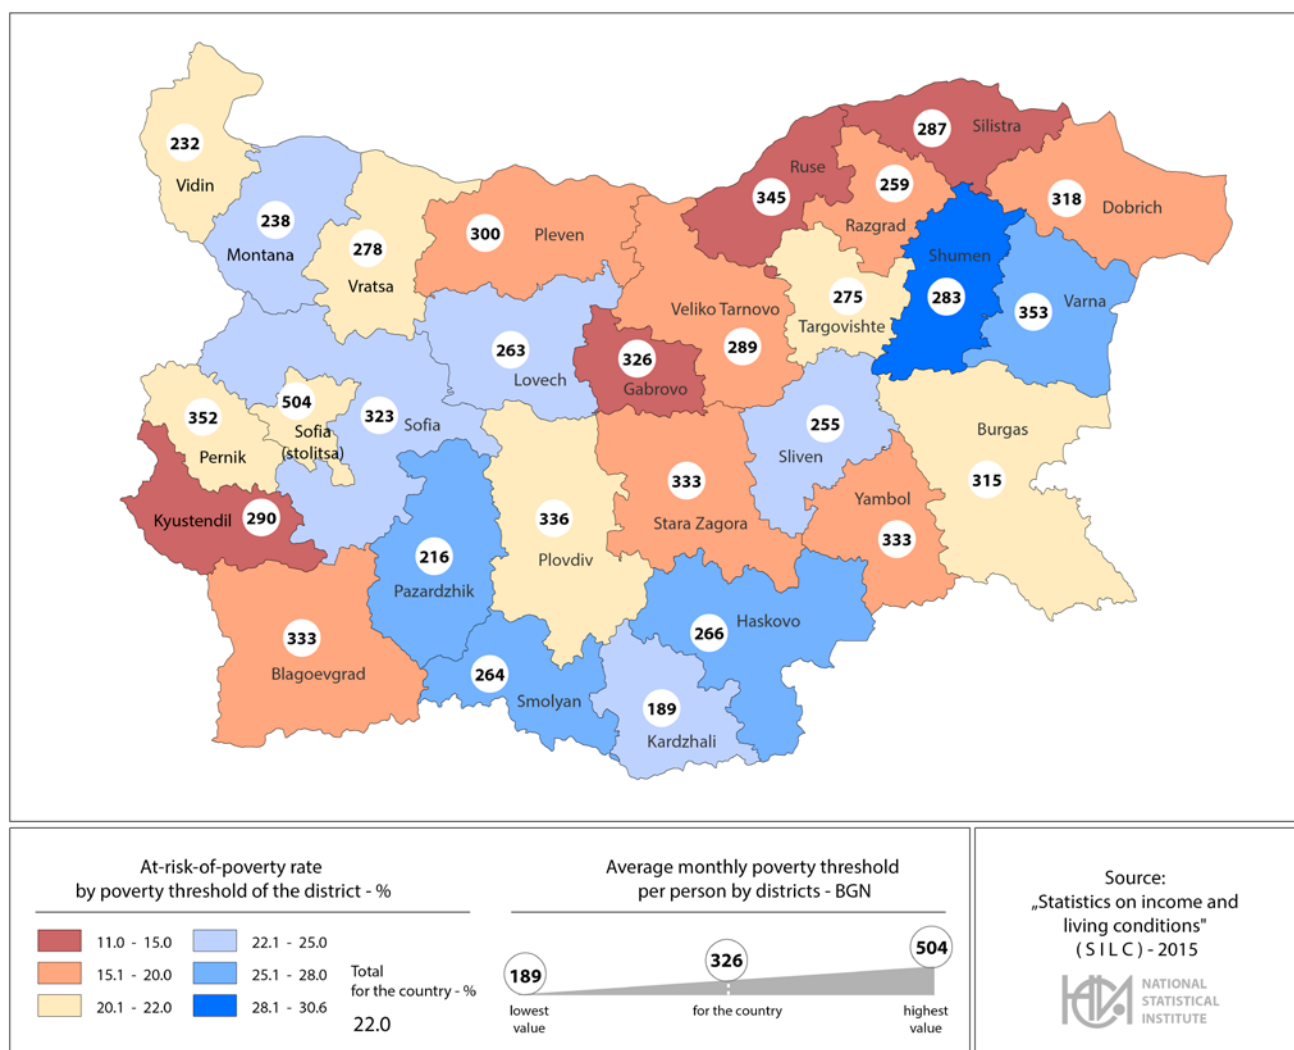 232
Vidin
238
Montana
278
Vratsa
300
Pleven
345
Ruse
287
Silistra
259
Razgrad
318
Dobrich
Shumen
283
353
Varna
275
Targovishte
Veliko Tarnovo
289
326
Gabrovo
263
Lovech
504
Sofia
(stolitsa)
323
Sofia
352
Pernik
Kyustendil
290
255
Sliven
Burgas
315
Yambol
333
333
Stara Zagora
336
Plovdiv
216
Pazardzhik
333
Blagoevgrad
264
Smolyan
266
Haskovo
189
Kardzhali
At-risk-of-poverty rate
by poverty threshold of the district - %
11.0 - 15.0
15.1 - 20.0
20.1 - 22.0
22.1 - 25.0
25.1 - 28.0
28.1 - 30.6
Total
for the country - %
22.0
Average monthly poverty threshold
per person by districts - BGN
189
326
504
lowest
value
for the country
highest
value
Source:
„Statistics on income and
living conditions"
( S I L C ) - 2015
НСИ
NATIONAL
STATISTICAL
INSTITUTE